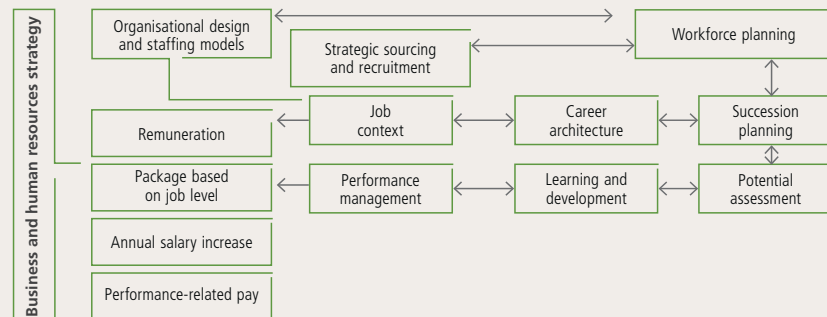 Business and human resources strategy
Organisational design
and staffing models
Strategic sourcing
and recruitment
Workforce planning
Remuneration
Job
context
Career
architecture
Succession
planning
Package based
on job level
Performance
management
Learning and
development
Potential
assessment
Annual salary increase
Performance-related pay